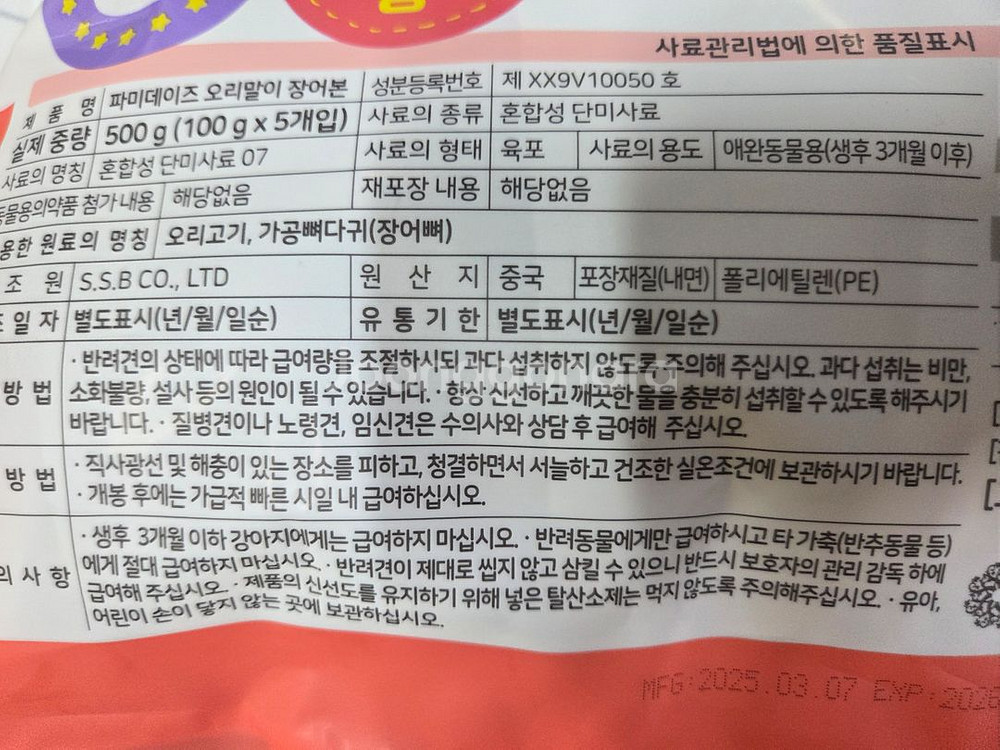 사료관리법에 의한 품질표시
제 품 명 파미데이즈 오리말이 장어본 성분등록번호 제 XX9V10050 호
실제 중량 500 g (100 g x 5개입) 사료의 종류 혼합성 단미사료
사료의 명칭 혼합성 단미사료 07 사료의 형태 육포 사료의 용도 애완동물용(생후 3개월 이후)
동물용의약품 첨가 내용 해당없음 재포장 내용 해당없음
용한 원료의 명칭 오리고기, 가공뼈다귀(장어뼈)
조 원 S.S.B CO., LTD 원 산 지 중국 포장재질(내면) 폴리에틸렌(PE)
조 일 자 별도표시(년/월/일순) 유 통 기 한 별도표시(년/월/일순)
· 반려견의 상태에 따라 급여량을 조절하시되 과다 섭취하지 않도록 주의해 주십시오. 과다 섭취는 비만,
방 법 소화불량, 설사 등의 원인이 될 수 있습니다. · 항상 신선하고 깨끗한 물을 충분히 섭취할 수 있도록 해주시기
바랍니다. · 질병견이나 노령견, 임신견은 수의사와 상담 후 급여해 주십시오.
방 법 · 직사광선 및 해충이 있는 장소를 피하고, 청결하면서 서늘하고 건조한 실온조건에 보관하시기 바랍니다.
· 개봉 후에는 가급적 빠른 시일 내 급여하십시오.
· 생후 3개월 이하 강아지에게는 급여하지 마십시오. · 반려동물에게만 급여하시고 타 가축(반추동물 등)
의 사 항 에게 절대 급여하지 마십시오. · 반려견이 제대로 씹지 않고 삼킬 수 있으니 반드시 보호자의 관리 감독 하에
급여해 주십시오. · 제품의 신선도를 유지하기 위해 넣은 탈산소제는 먹지 않도록 주의해주십시오. · 유아,
어린이 손이 닿지 않는 곳에 보관하십시오.
MFG:2025.03.07 EXP:2026